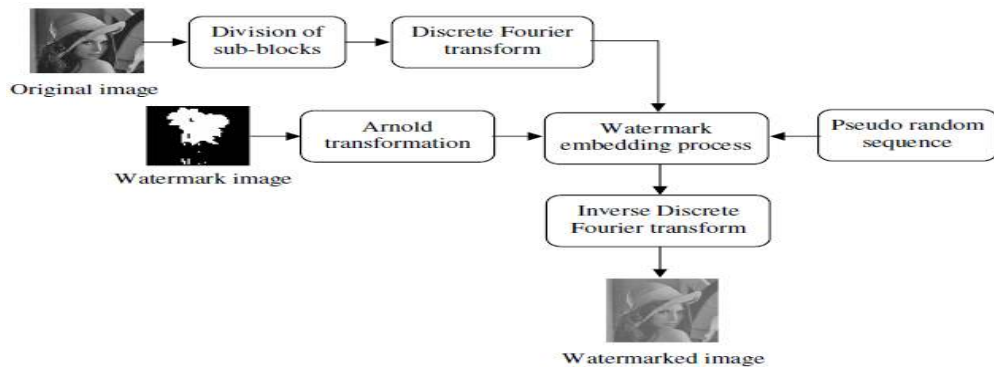 Division of
sub-blocks
Discrete Fourier
transform
Original image
Arnold
transformation
Watermark
embedding process
Pseudo random
sequence
Watermark image
Inverse Discrete
Fourier transform
Watermarked image